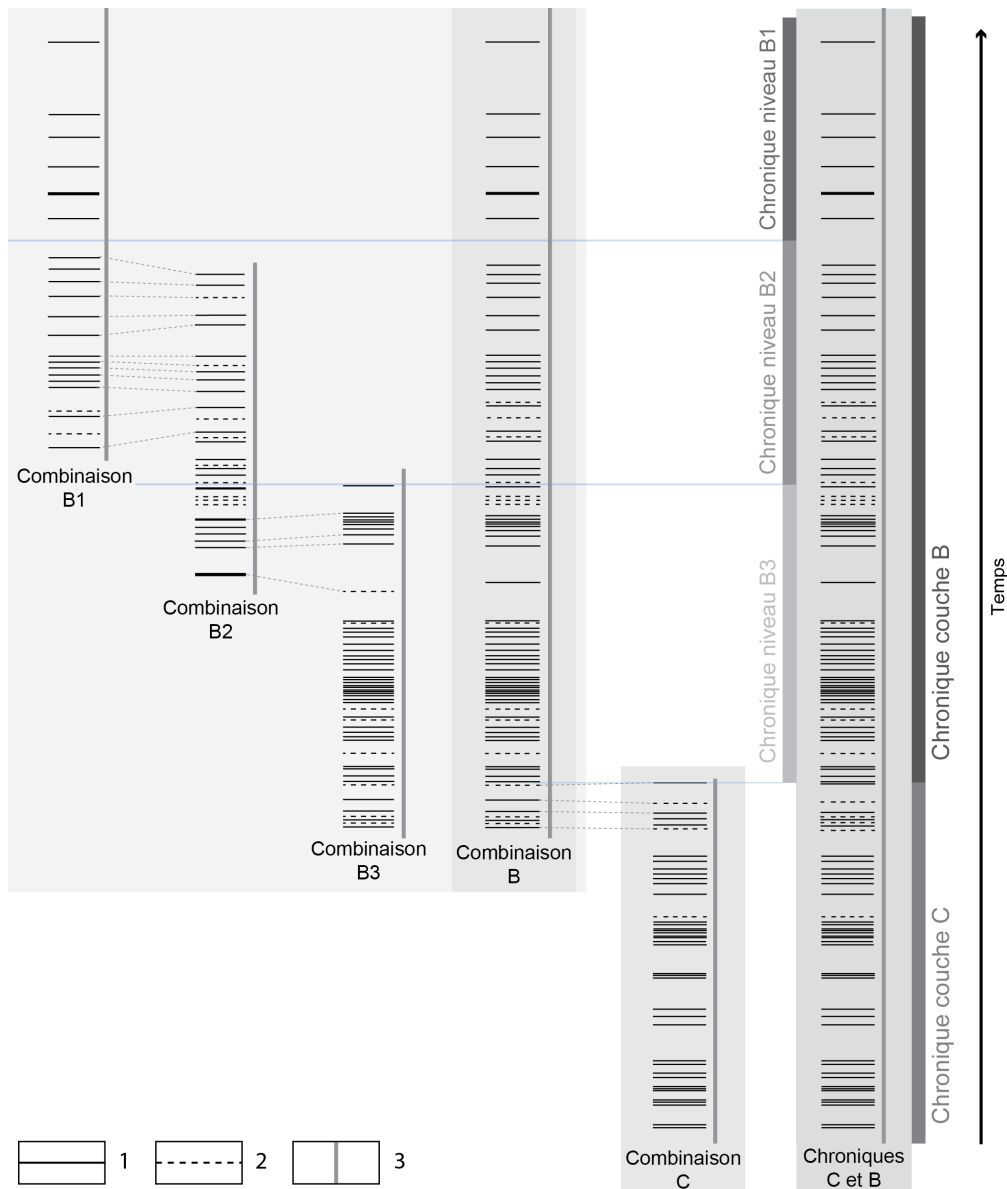 Chronique niveau B1
Chronique niveau B2
Chronique niveau B3
Chronique couche B
Chronique couche C
Temps
Combinaison
B1
Combinaison
B2
Combinaison
B3
Combinaison
B
Combinaison
C
Chroniques
C et B
1
2
3